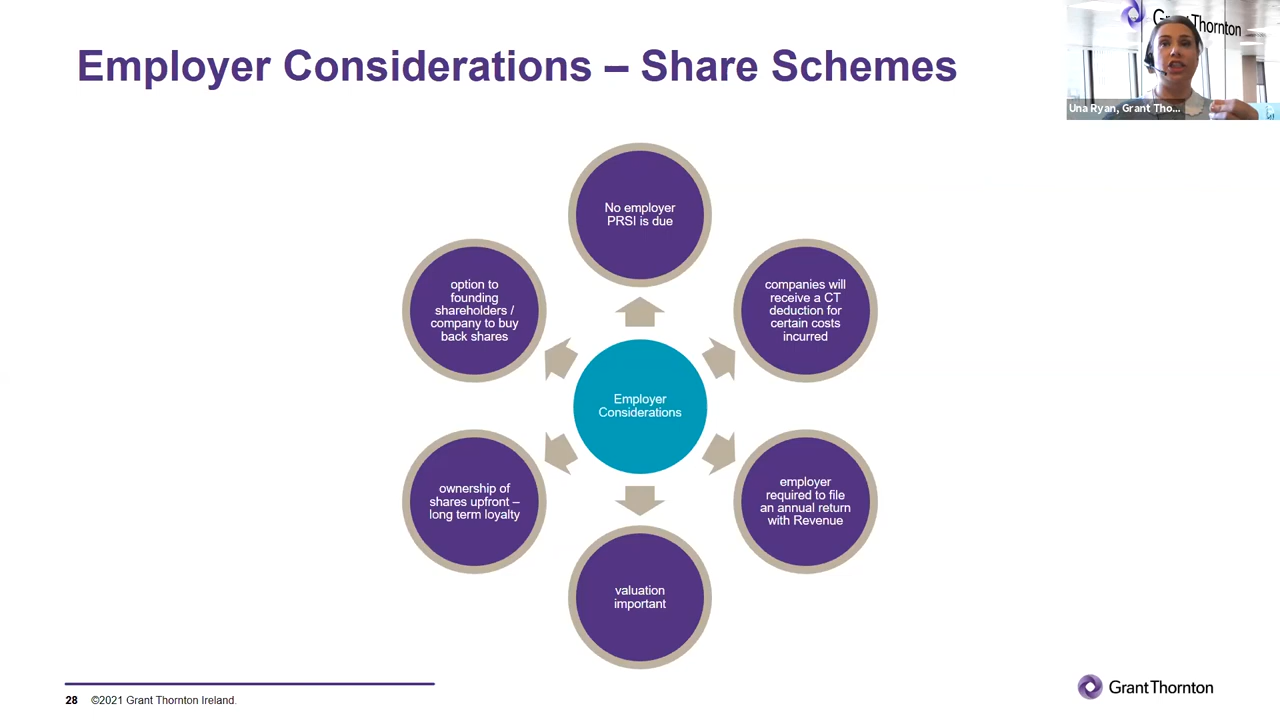 Employer Considerations – Share Schemes
Grant Thornton
Una Ryan, Grant Tho...
No employer
PRSI is due
companies will
receive a CT
deduction for
certain costs
incurred
employer
required to file
an annual return
with Revenue
valuation
important
ownership of
shares upfront –
long term loyalty
option to
founding
shareholders /
company to buy
back shares
Employer
Considerations
28 ©2021 Grant Thornton Ireland.
Grant Thornton